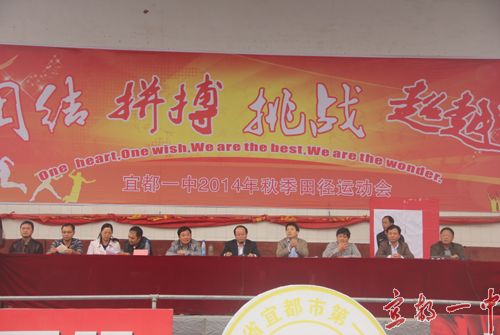 团结 拼搏 挑战 超越
One heart,One wish,We are the best,We are the wonder.
宜都一中2014年秋季田径运动会
省宜都市第一
宜都一中